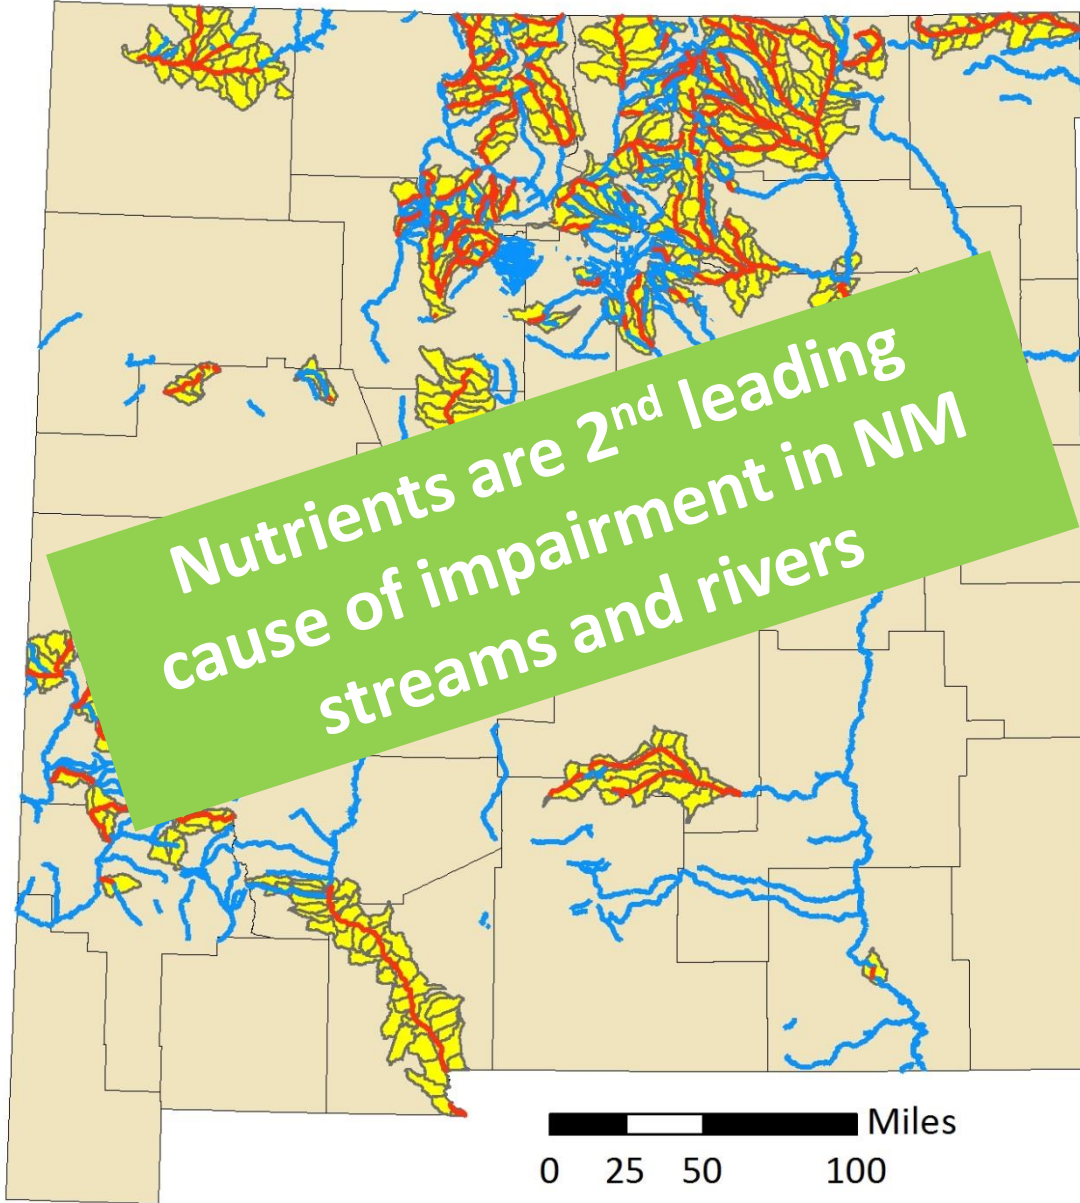 Nutrients are 2nd leading
cause of impairment in NM
streams and rivers
Miles
0 25 50 100